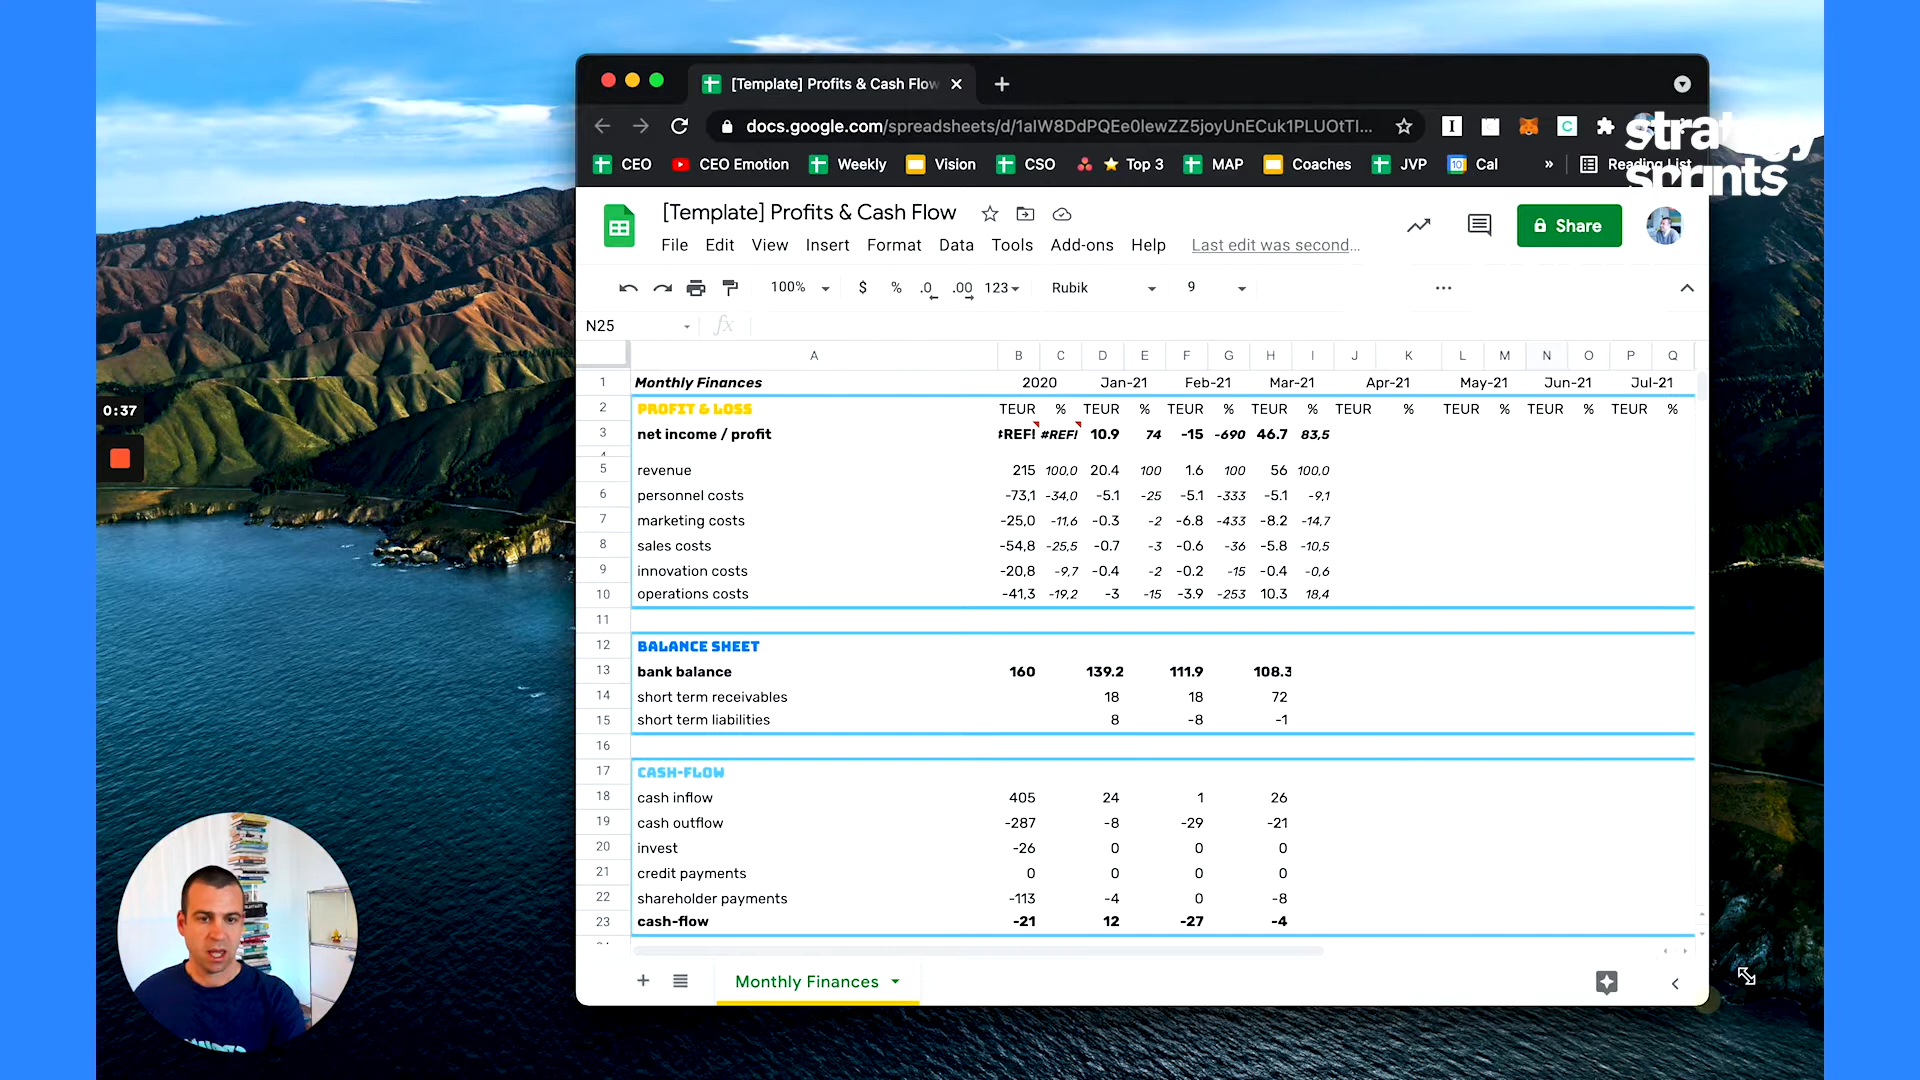 [Template] Profits & Cash Flow
docs.google.com/spreadsheets/d/1aIW8DdPQEe0lewZZ5joyUnECuk1PLUOtTI...
strategy
sprints
CEO CEO Emotion Weekly Vision CSO Top 3 MAP Coaches JVP Cal » Reading List
[Template] Profits & Cash Flow
File Edit View Insert Format Data Tools Add-ons Help Last edit was second...
Share
100% $ % .0 .00 123 Rubik 9 ...
N25 fx
A B C D E F G H I J K L M N O P Q
1 Monthly Finances 2020 Jan-21 Feb-21 Mar-21 Apr-21 May-21 Jun-21 Jul-21
2 PROFIT & LOSS TEUR % TEUR % TEUR % TEUR % TEUR % TEUR % TEUR % TEUR %
3 net income / profit #REF! #REF! 10.9 74 -15 -690 46.7 83,5
5 revenue 215 100,0 20.4 100 1.6 100 56 100,0
6 personnel costs -73,1 -34,0 -5.1 -25 -5.1 -333 -5.1 -9,1
7 marketing costs -25,0 -11,6 -0.3 -2 -6.8 -433 -8.2 -14,7
8 sales costs -54,8 -25,5 -0.7 -3 -0.6 -36 -5.8 -10,5
9 innovation costs -20,8 -9,7 -0.4 -2 -0.2 -15 -0.4 -0,6
10 operations costs -41,3 -19,2 -3 -15 -3.9 -253 10.3 18,4
11
12 BALANCE SHEET
13 bank balance 160 139.2 111.9 108.3
14 short term receivables 18 18 72
15 short term liabilities 8 -8 -1
16
17 CASH-FLOW
18 cash inflow 405 24 1 26
19 cash outflow -287 -8 -29 -21
20 invest -26 0 0 0
21 credit payments 0 0 0 0
22 shareholder payments -113 -4 0 -8
23 cash-flow -21 12 -27 -4
Monthly Finances
0:37